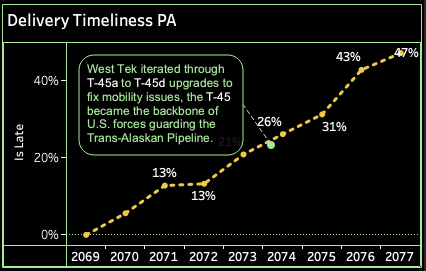 Delivery Timeliness PA
West Tek iterated through
T-45a to T-45d upgrades to
fix mobility issues, the T-45
became the backbone of
U.S. forces guarding the
Trans-Alaskan Pipeline.
43%
47%
40%
26%
21%
31%
Is Late
20%
13%
13%
0%
2069 2070 2071 2072 2073 2074 2075 2076 2077